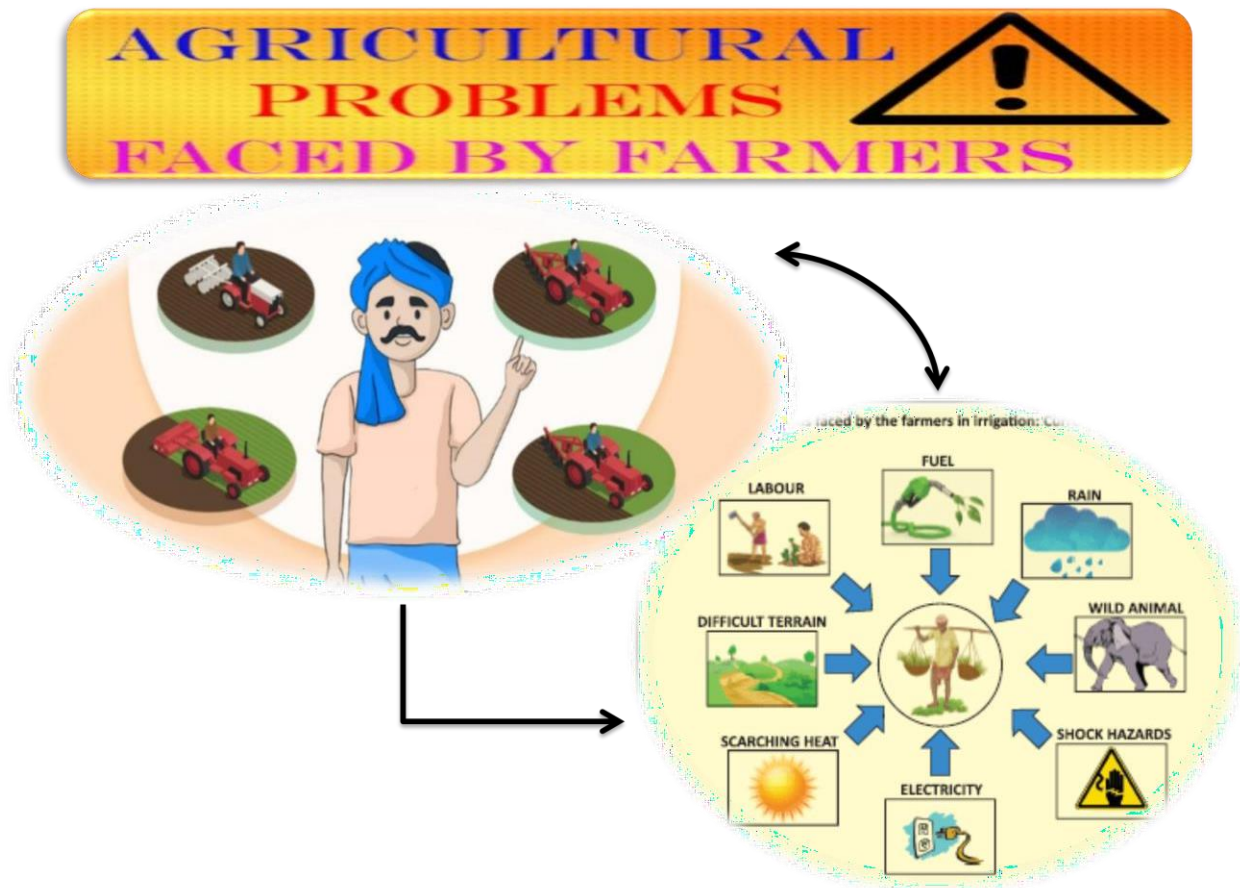 AGRICULTURAL
PROBLEMS
FACED BY FARMERS
faced by the farmers in irrigation:
FUEL
LABOUR
RAIN
DIFFICULT TERRAIN
WILD ANIMAL
SCARCHING HEAT
SHOCK HAZARDS
ELECTRICITY